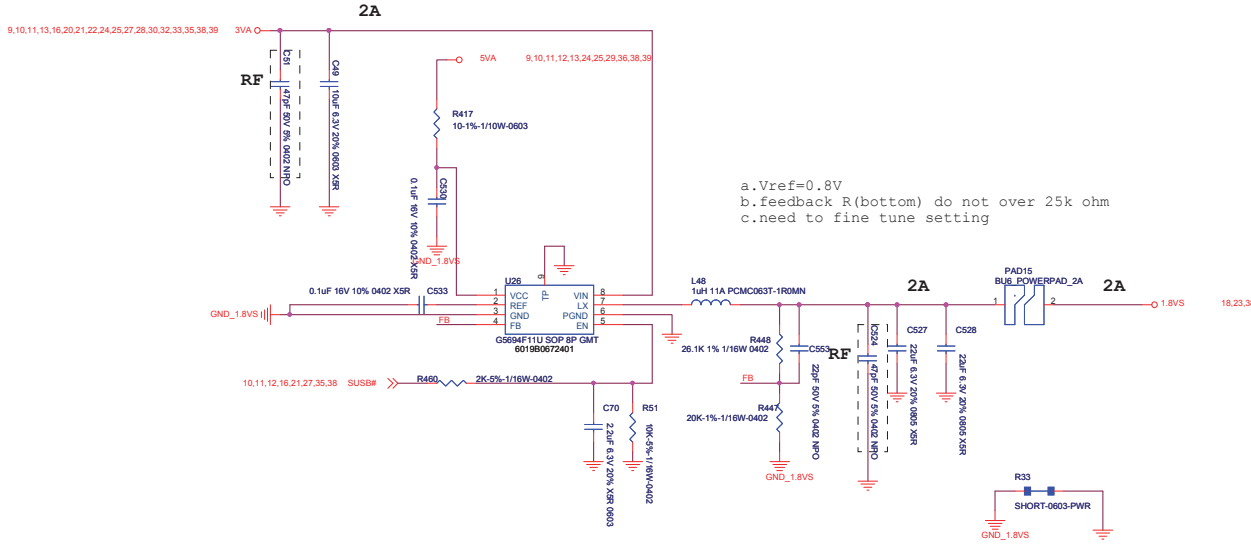 2A
9,10,11,13,16,20,21,22,24,25,27,28,30,32,33,35,38,39 3VA
5VA 9,10,11,12,13,24,25,29,36,38,39
RF
C51
47pF 50V 5% 0402 NPO
C49
10uF 6.3V 20% 0603 X5R
R417
10-1%-1/10W-0603
C530
0.1uF 16V 10% 0402 X5R
GND_1.8VS
a.Vref=0.8V
b.feedback R(bottom) do not over 25k ohm
c.need to fine tune setting
U26
9
TP
1 VCC
2 REF
3 GND
4 FB
VIN 8
LX 7
PGND 6
EN 5
G5694F11U SOP 8P GMT
6019B0672401
0.1uF 16V 10% 0402 X5R C533
GND_1.8VS
FB
L48
1uH 11A PCMC063T-1R0MN
2A
PAD15
BU6_POWERPAD_2A
1 2
2A
1.8VS 18,23,3
R448
26.1K 1% 1/16W 0402
C553
22pF 50V 5% 0402 NPO
RF
C524
47pF 50V 5% 0402 NPO
C527
22uF 6.3V 20% 0805 X5R
C528
22uF 6.3V 20% 0805 X5R
FB
R447
20K-1%-1/16W-0402
GND_1.8VS
10,11,12,16,21,27,35,38 SUSB#
R460 2K-5%-1/16W-0402
C70
2.2uF 6.3V 20% X5R 0603
R51
10K-5%-1/16W-0402
R33
SHORT-0603-PWR
GND_1.8VS